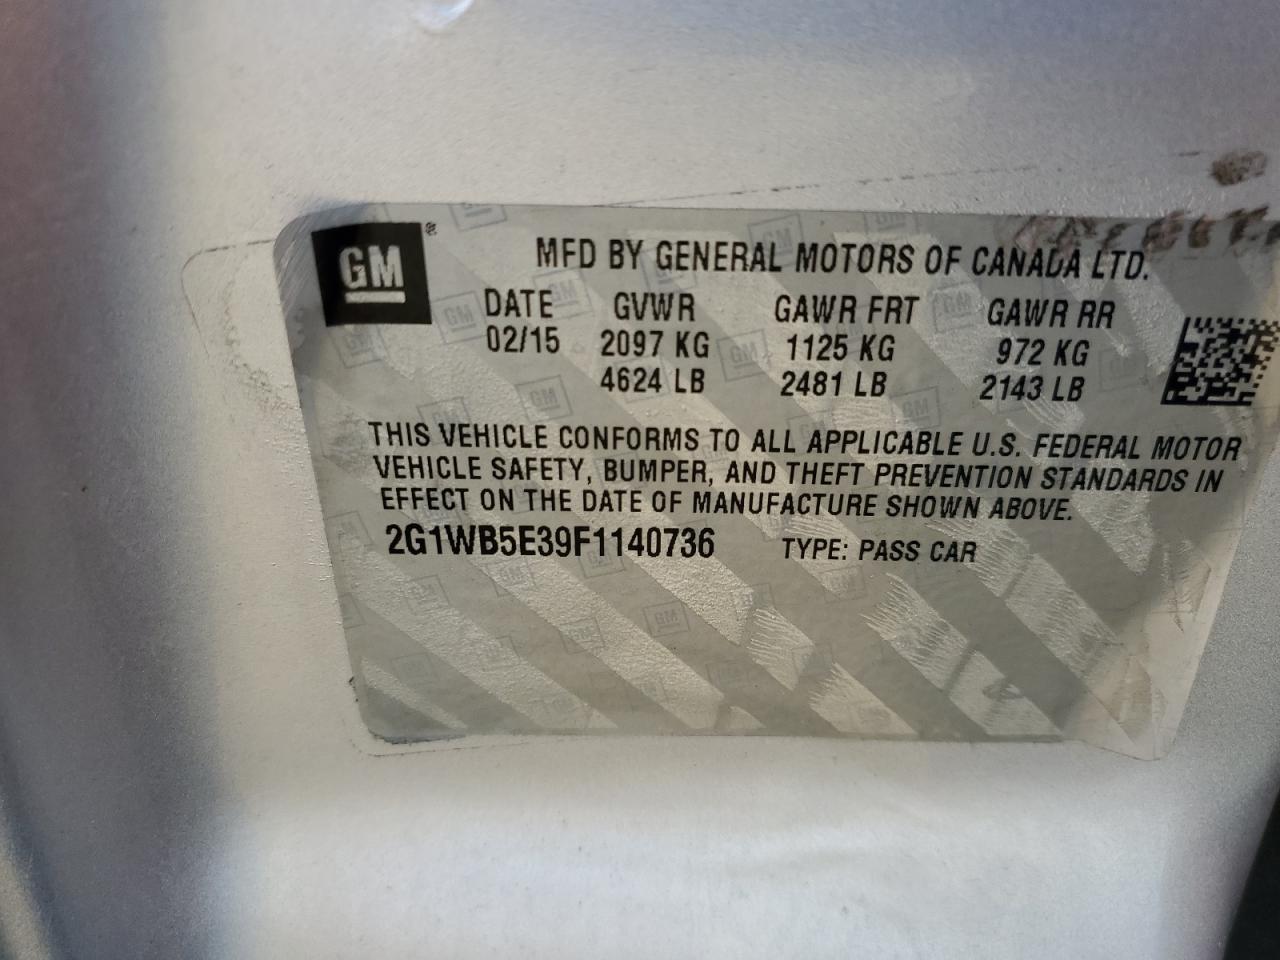 GM®
MFD BY GENERAL MOTORS OF CANADA LTD.
DATE GVWR GAWR FRT GAWR RR
02/15 2097 KG 1125 KG 972 KG
4624 LB 2481 LB 2143 LB
THIS VEHICLE CONFORMS TO ALL APPLICABLE U.S. FEDERAL MOTOR
VEHICLE SAFETY, BUMPER, AND THEFT PREVENTION STANDARDS IN
EFFECT ON THE DATE OF MANUFACTURE SHOWN ABOVE.
2G1WB5E39F1140736 TYPE: PASS CAR